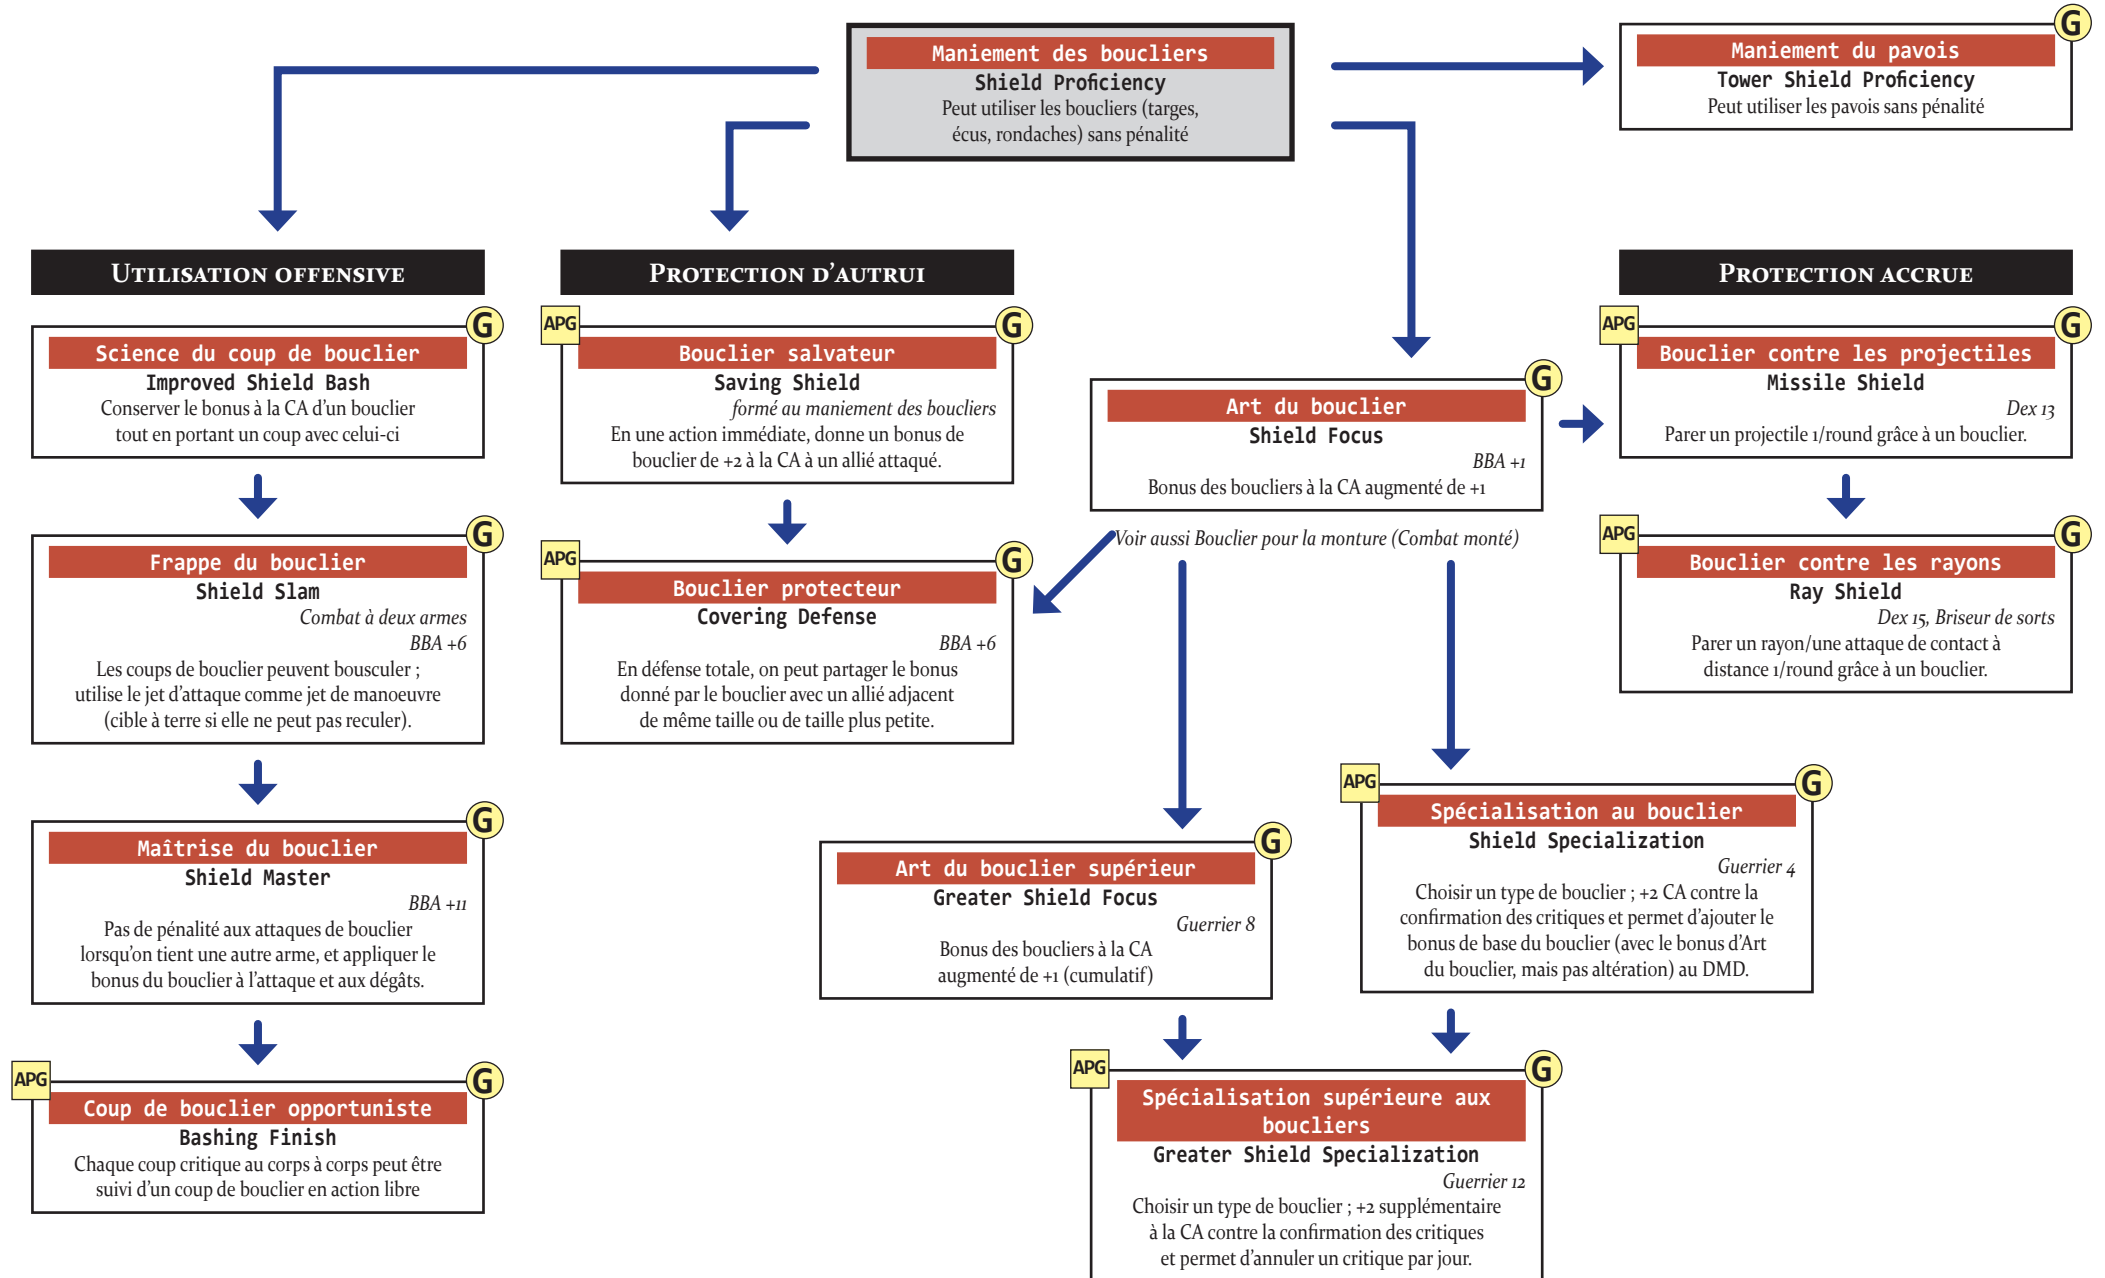 Maniement des boucliers
Shield Proficiency
Peut utiliser les boucliers (targes,
écus, rondaches) sans pénalité
G
Maniement du pavois
Tower Shield Proficiency
Peut utiliser les pavois sans pénalité
UTILISATION OFFENSIVE
G
Science du coup de bouclier
Improved Shield Bash
Conserver le bonus à la CA d'un bouclier
tout en portant un coup avec celui-ci
G
Frappe du bouclier
Shield Slam
Combat à deux armes
BBA +6
Les coups de bouclier peuvent bousculer ;
utilise le jet d'attaque comme jet de manoeuvre
(cible à terre si elle ne peut pas reculer).
G
Maîtrise du bouclier
Shield Master
BBA +11
Pas de pénalité aux attaques de bouclier
lorsqu'on tient une autre arme, et appliquer le
bonus du bouclier à l'attaque et aux dégâts.
APG
G
Coup de bouclier opportuniste
Bashing Finish
Chaque coup critique au corps à corps peut être
suivi d'un coup de bouclier en action libre
PROTECTION D'AUTRUI
APG
G
Bouclier salvateur
Saving Shield
formé au maniement des boucliers
En une action immédiate, donne un bonus de
bouclier de +2 à la CA à un allié attaqué.
APG
G
Bouclier protecteur
Covering Defense
BBA +6
En défense totale, on peut partager le bonus
donné par le bouclier avec un allié adjacent
de même taille ou de taille plus petite.
G
Art du bouclier
Shield Focus
BBA +1
Bonus des boucliers à la CA augmenté de +1
Voir aussi Bouclier pour la monture (Combat monté)
G
Art du bouclier supérieur
Greater Shield Focus
Guerrier 8
Bonus des boucliers à la CA
augmenté de +1 (cumulatif)
APG
G
Spécialisation au bouclier
Shield Specialization
Guerrier 4
Choisir un type de bouclier ; +2 CA contre la
confirmation des critiques et permet d'ajouter le
bonus de base du bouclier (avec le bonus d'Art
du bouclier, mais pas altération) au DMD.
APG
G
Spécialisation supérieure aux
boucliers
Greater Shield Specialization
Guerrier 12
Choisir un type de bouclier ; +2 supplémentaire
à la CA contre la confirmation des critiques
et permet d'annuler un critique par jour.
PROTECTION ACCRUE
APG
G
Bouclier contre les projectiles
Missile Shield
Dex 13
Parer un projectile 1/round grâce à un bouclier.
APG
G
Bouclier contre les rayons
Ray Shield
Dex 15, Briseur de sorts
Parer un rayon/une attaque de contact à
distance 1/round grâce à un bouclier.